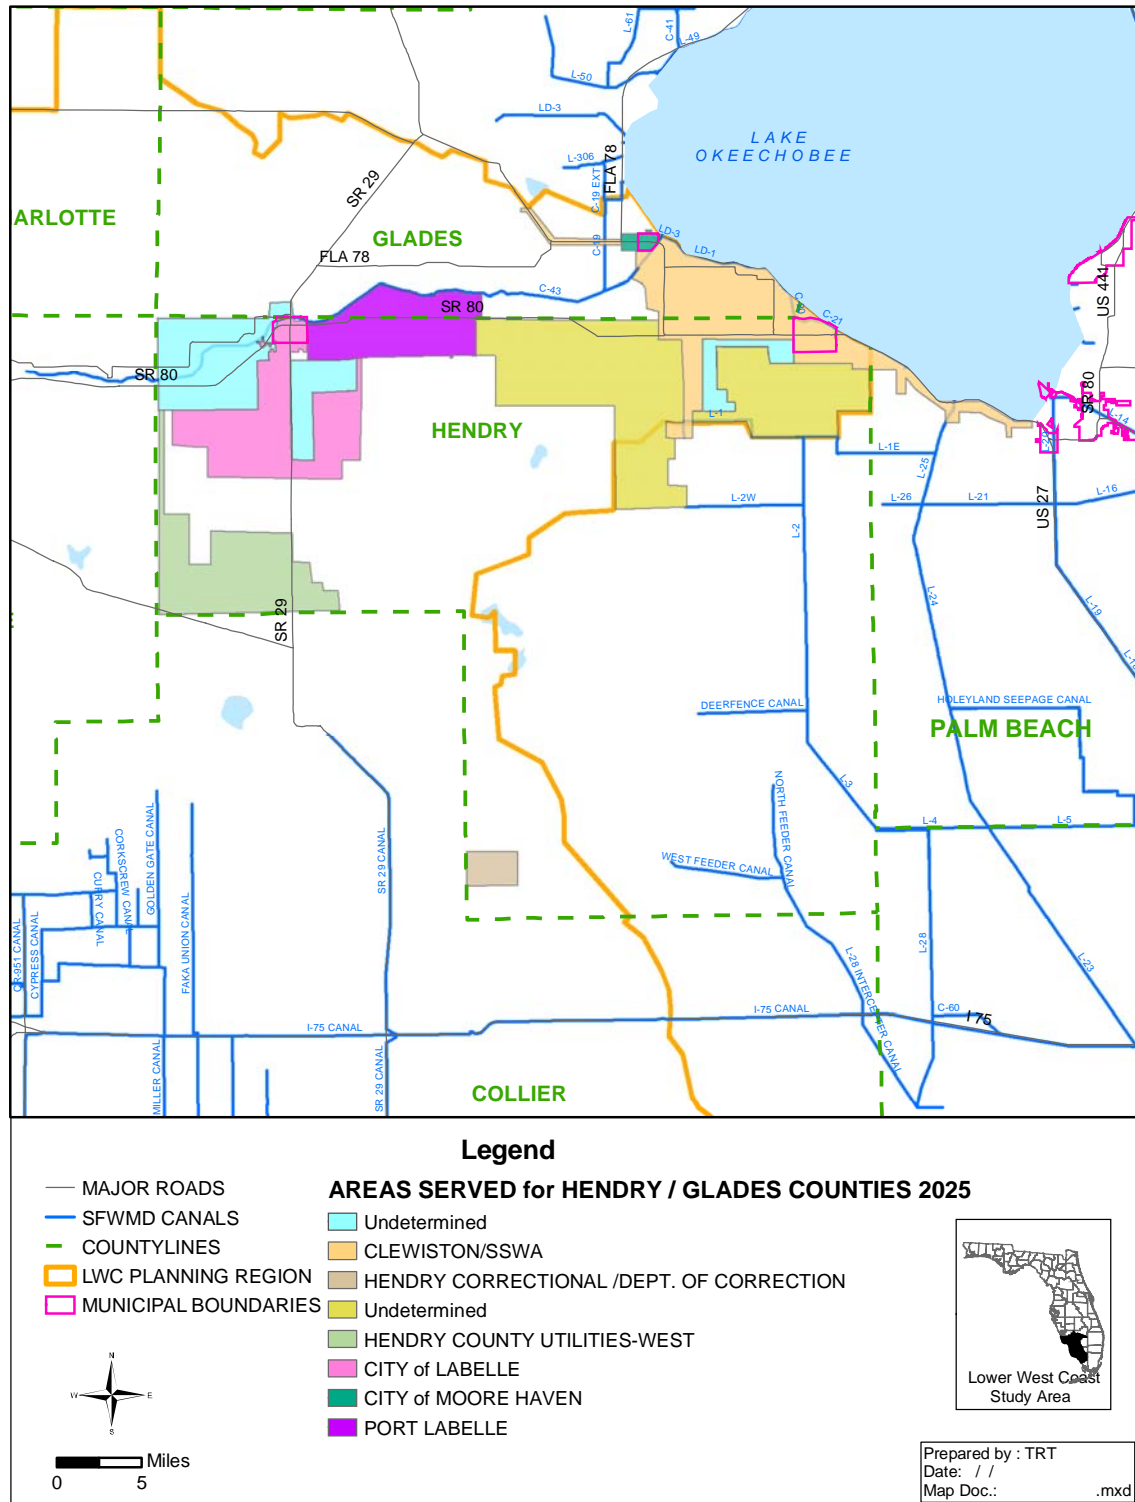 L-61
C-41
L-49
L-50
LD-3
LAKE
OKEECHOBEE
L-306
FLA 78
C-19 EXT
SR 29
ARLOTTE
GLADES
C-19
LD-3
LD-1
FLA 78
US 441
C-43
SR 80
C-21
SR 80
SR 80
L-14
HENDRY
L-1
L-20
L-1E
L-25
L-2W
L-26
L-21
L-16
US 27
L-2
L-24
L-19
SR 29
DEERFENCE CANAL
HOLEYLAND SEEPAGE CANAL
PALM BEACH
L-3
NORTH FEEDER CANAL
L-4
L-5
GOLDEN GATE CANAL
CORKSCREW CANAL
CURRY CANAL
SR 29 CANAL
WEST FEEDER CANAL
CR-951 CANAL
CYPRESS CANAL
FAKA UNION CANAL
L-28
L-23
L-28 INTERCEPTER CANAL
C-60
I 75
I-75 CANAL
I-75 CANAL
MILLER CANAL
SR 29 CANAL
COLLIER
Legend
MAJOR ROADS
SFWMD CANALS
COUNTYLINES
LWC PLANNING REGION
MUNICIPAL BOUNDARIES
AREAS SERVED for HENDRY / GLADES COUNTIES 2025
Undetermined
CLEWISTON/SSWA
HENDRY CORRECTIONAL /DEPT. OF CORRECTION
Undetermined
HENDRY COUNTY UTILITIES-WEST
CITY of LABELLE
CITY of MOORE HAVEN
PORT LABELLE
N
W
E
S
Miles
0 5
Lower West Coast
Study Area
Prepared by : TRT
Date: / /
Map Doc.: .mxd